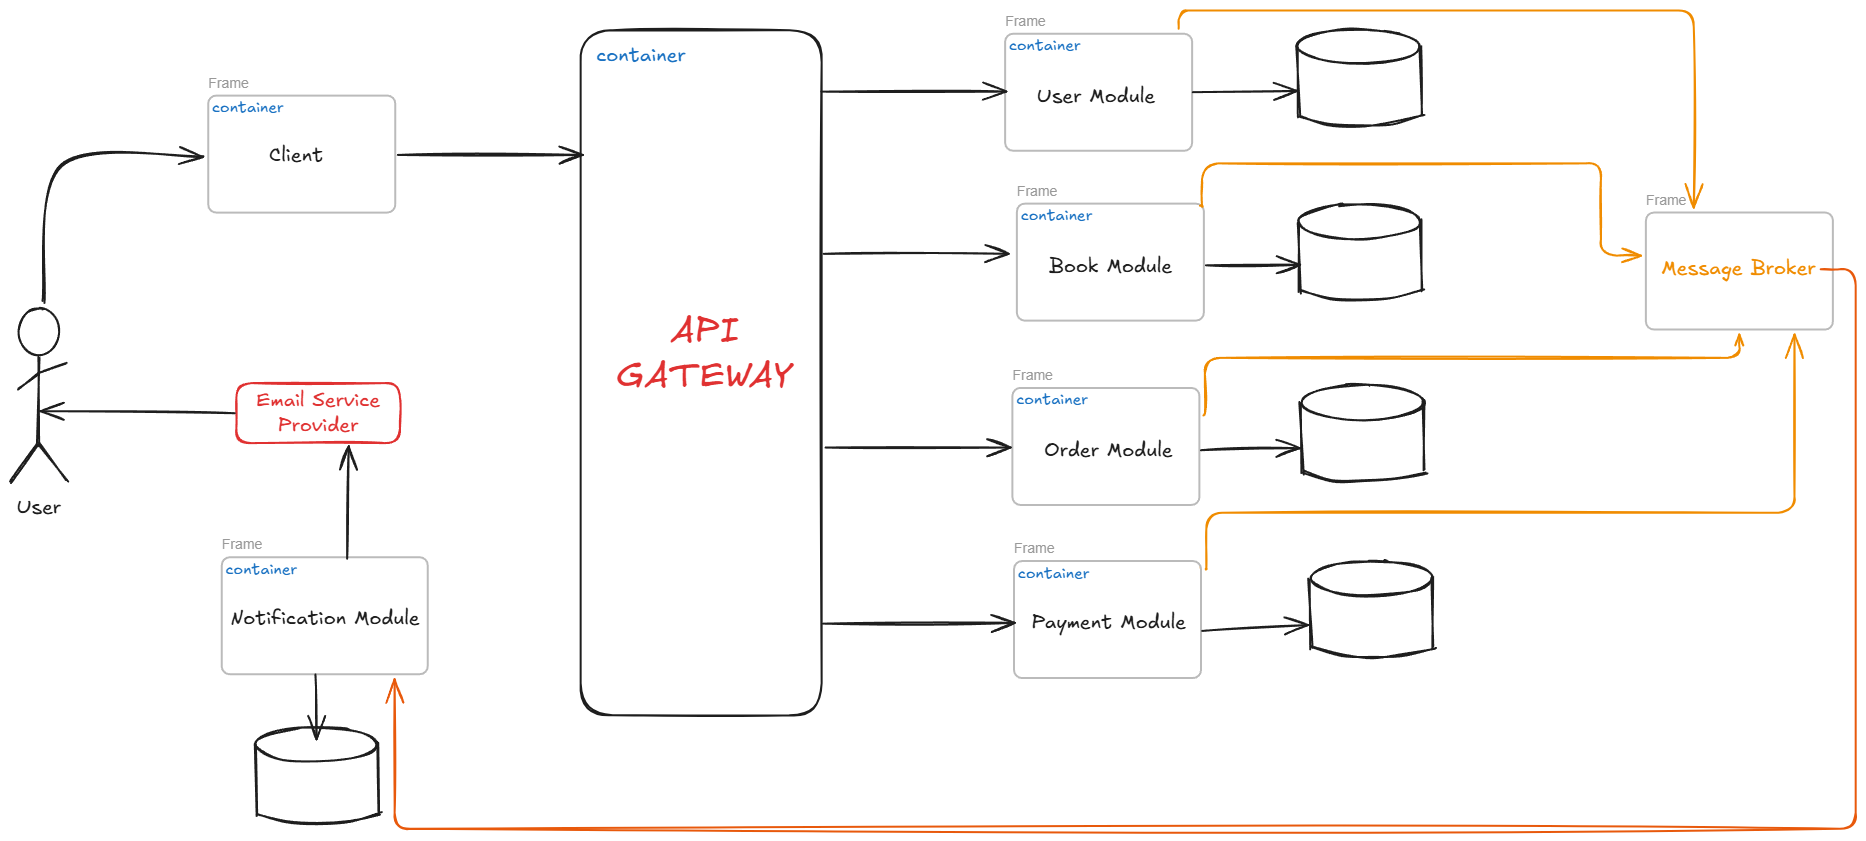 Frame
container
Client
User
Email Service
Provider
Frame
container
Notification Module
container
API
GATEWAY
Frame
container
User Module
Frame
container
Book Module
Frame
container
Order Module
Frame
container
Payment Module
Frame
Message Broker